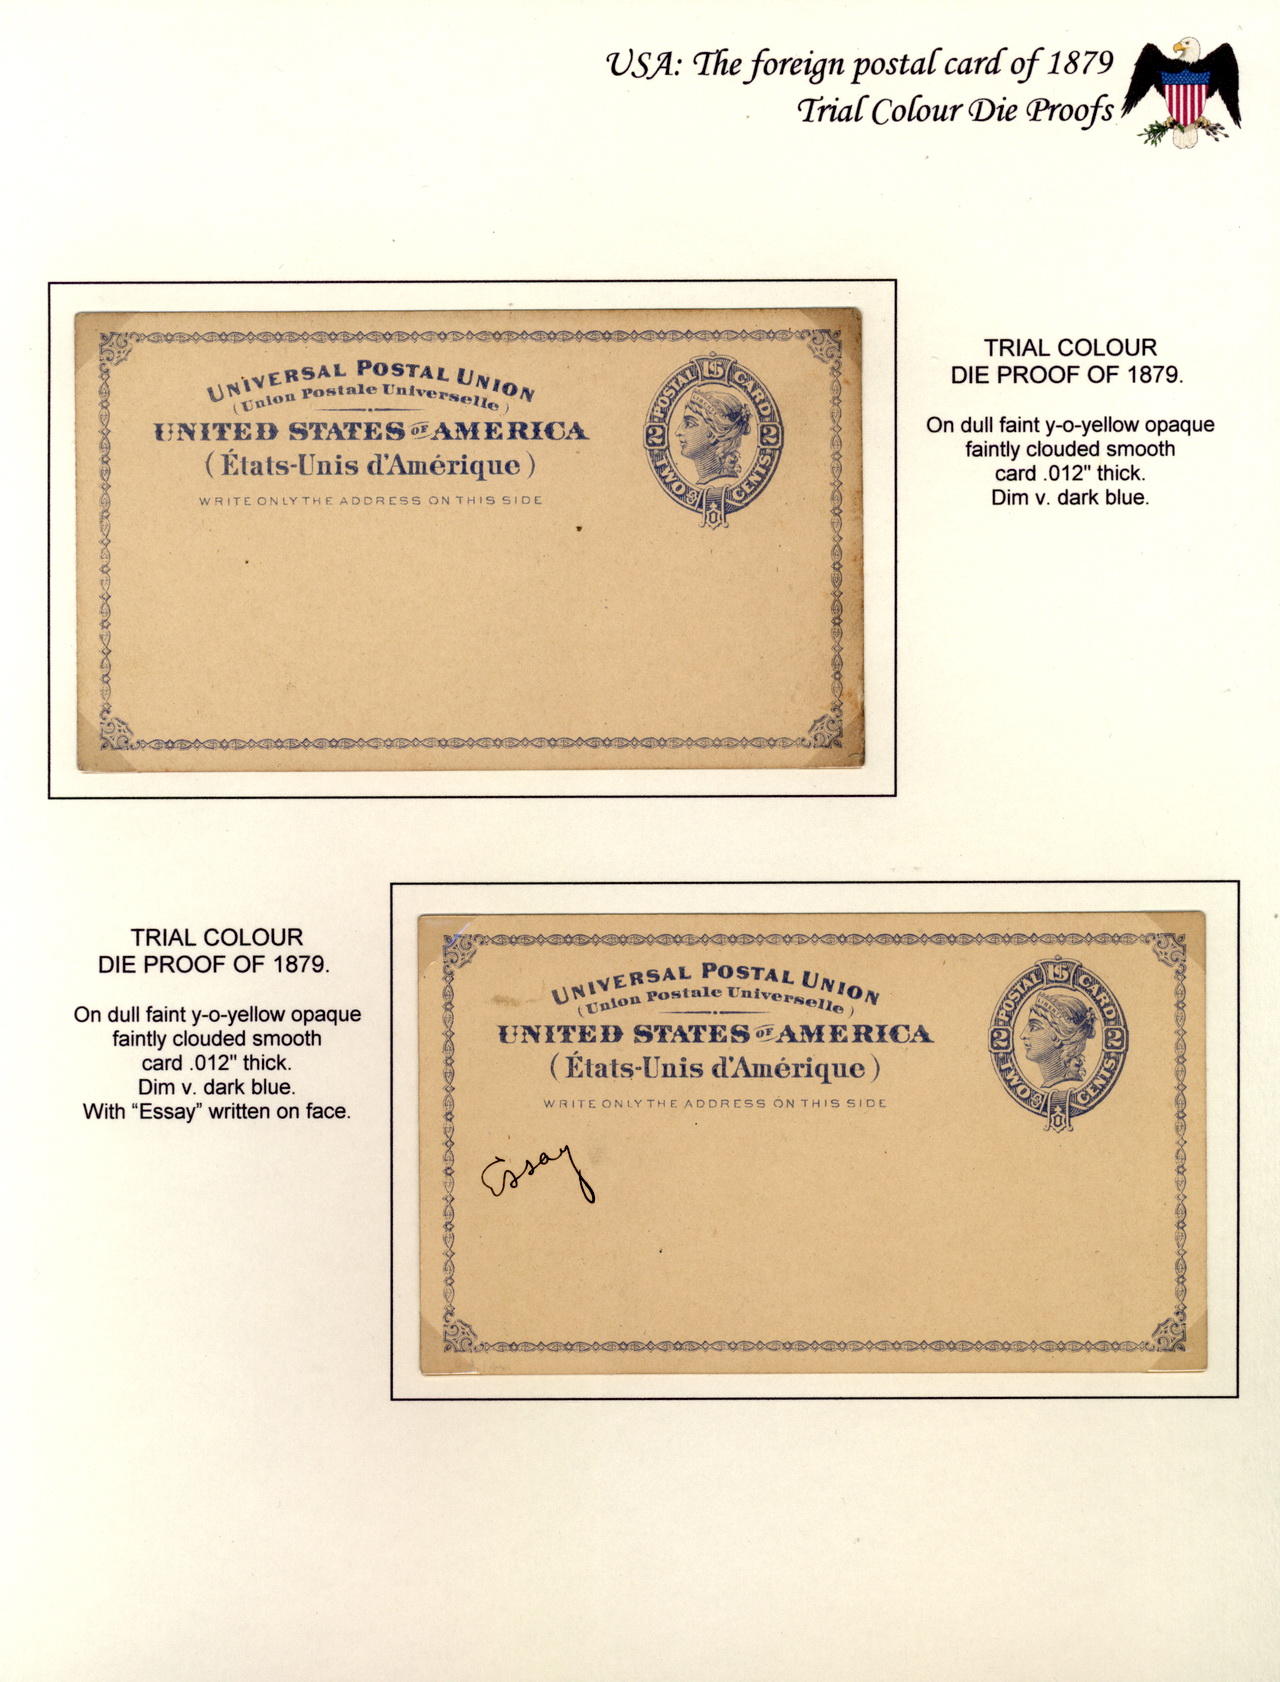 USA: The foreign postal card of 1879
Trial Colour Die Proofs
UNIVERSAL POSTAL UNION
(Union Postale Universelle)
UNITED STATES OF AMERICA
(États-Unis d'Amérique)
WRITE ONLY THE ADDRESS ON THIS SIDE
POSTAL CARD
2 2
TWO CENTS
TRIAL COLOUR
DIE PROOF OF 1879.
On dull faint y-o-yellow opaque
faintly clouded smooth
card .012" thick.
Dim v. dark blue.
TRIAL COLOUR
DIE PROOF OF 1879.
On dull faint y-o-yellow opaque
faintly clouded smooth
card .012" thick.
Dim v. dark blue.
With “Essay” written on face.
UNIVERSAL POSTAL UNION
(Union Postale Universelle)
UNITED STATES OF AMERICA
(États-Unis d'Amérique)
WRITE ONLY THE ADDRESS ON THIS SIDE
POSTAL CARD
2 2
TWO CENTS
Essay